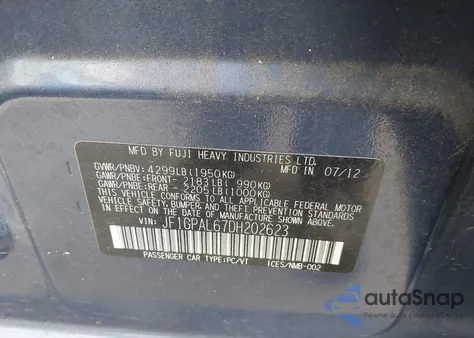 MFD BY FUJI HEAVY INDUSTRIES LTD.
GVWR/PNBV: 4299LB(1950KG) MFD IN 07/12
GAWR/PNBE:FRONT- 2183LB( 990KG)
GAWR/PNBE:REAR - 2205LB(1000KG)
THIS VEHICLE CONFORMS TO ALL APPLICABLE FEDERAL MOTOR
VEHICLE SAFETY, BUMPER, AND THEFT PREVENTION STANDARDS
IN EFFECT ON THE DATE OF MANUFACTURE SHOWN ABOVE.
VIN: JF1GPAL67DH202623
PASSENGER CAR TYPE:PC/VT ICES/NMB-002
autoSnap